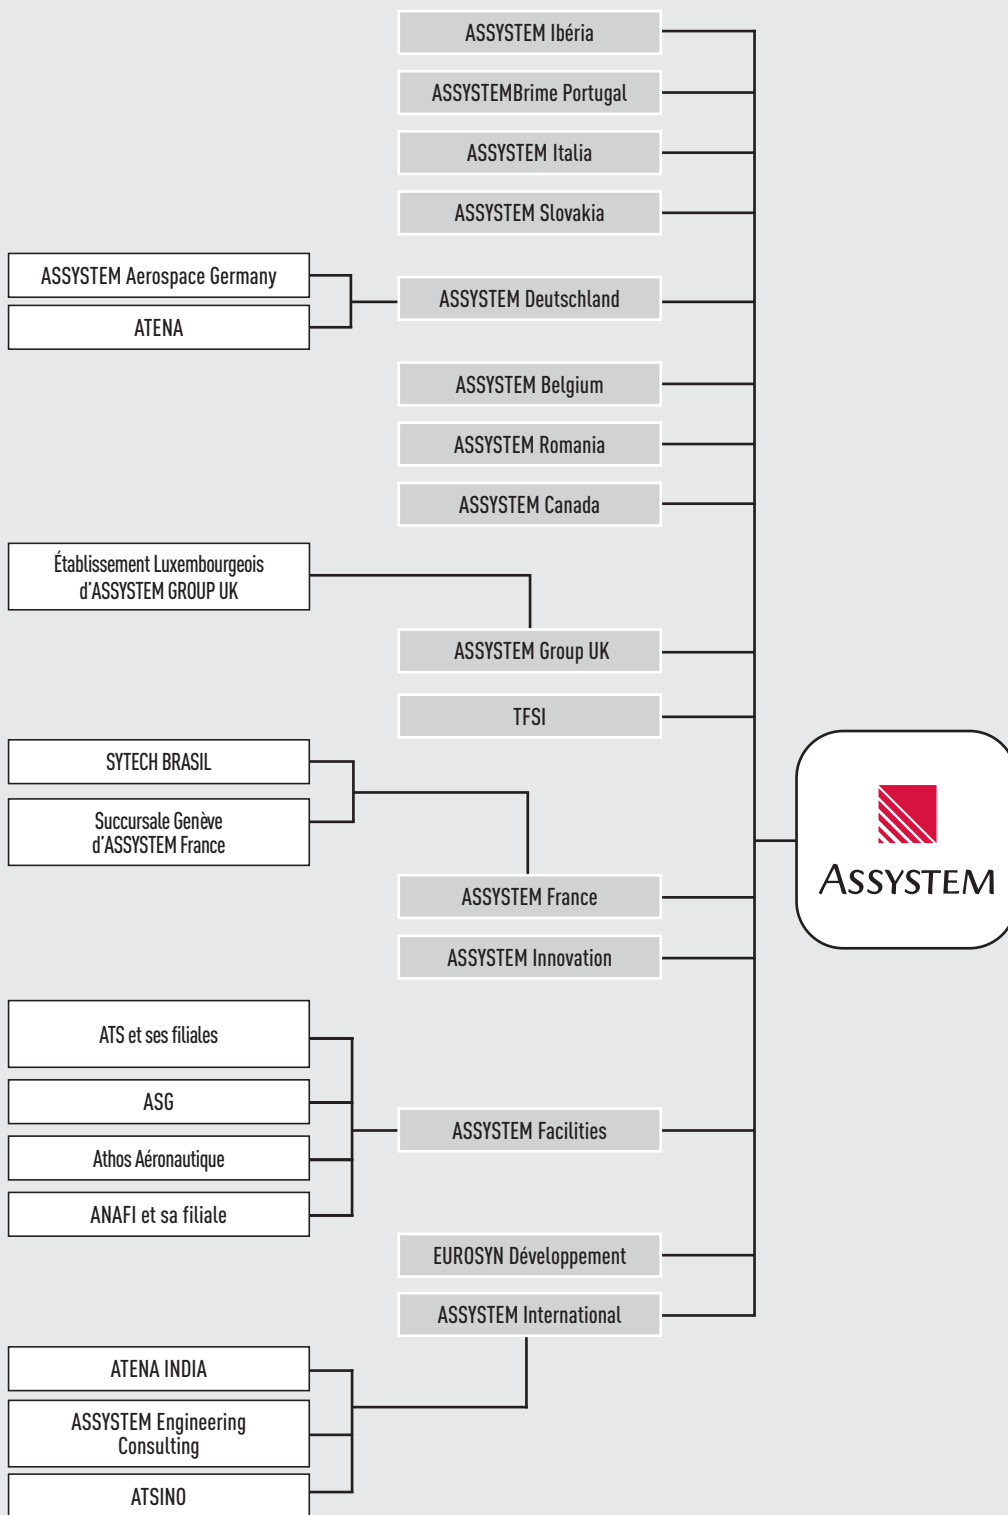 ASSYSTEM Ibéria
ASSYSTEMBrime Portugal
ASSYSTEM Italia
ASSYSTEM Slovakia
ASSYSTEM Aerospace Germany
ATENA
ASSYSTEM Deutschland
ASSYSTEM Belgium
ASSYSTEM Romania
ASSYSTEM Canada
Établissement Luxembourgeois
d'ASSYSTEM GROUP UK
ASSYSTEM Group UK
TFSI
SYTECH BRASIL
Succursale Genève
d'ASSYSTEM France
ASSYSTEM France
ASSYSTEM Innovation
ASSYSTEM
ATS et ses filiales
ASG
Athos Aéronautique
ANAFI et sa filiale
ASSYSTEM Facilities
EUROSYN Développement
ASSYSTEM International
ATENA INDIA
ASSYSTEM Engineering
Consulting
ATSINO